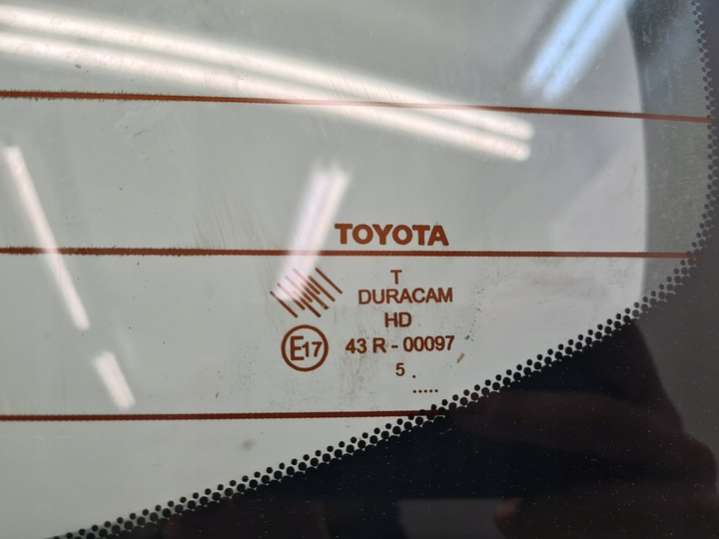 TOYOTA
T
DURACAM
HD
E17
43 R - 00097
5 .
.....